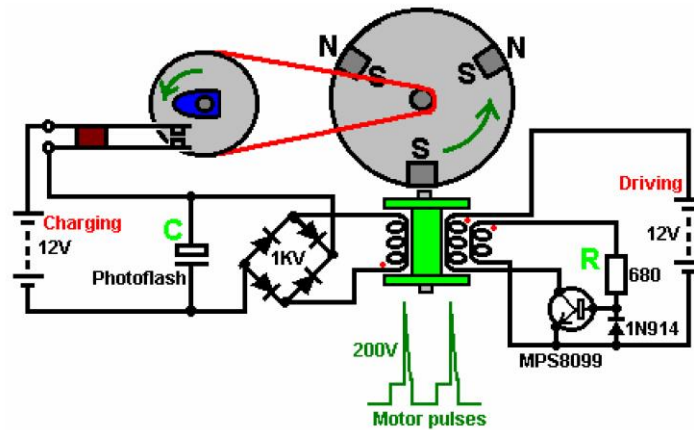 N
N
S
S
S
Charging
12V
C
Photoflash
1KV
Driving
12V
R
680
1N914
MPS8099
200V
Motor pulses